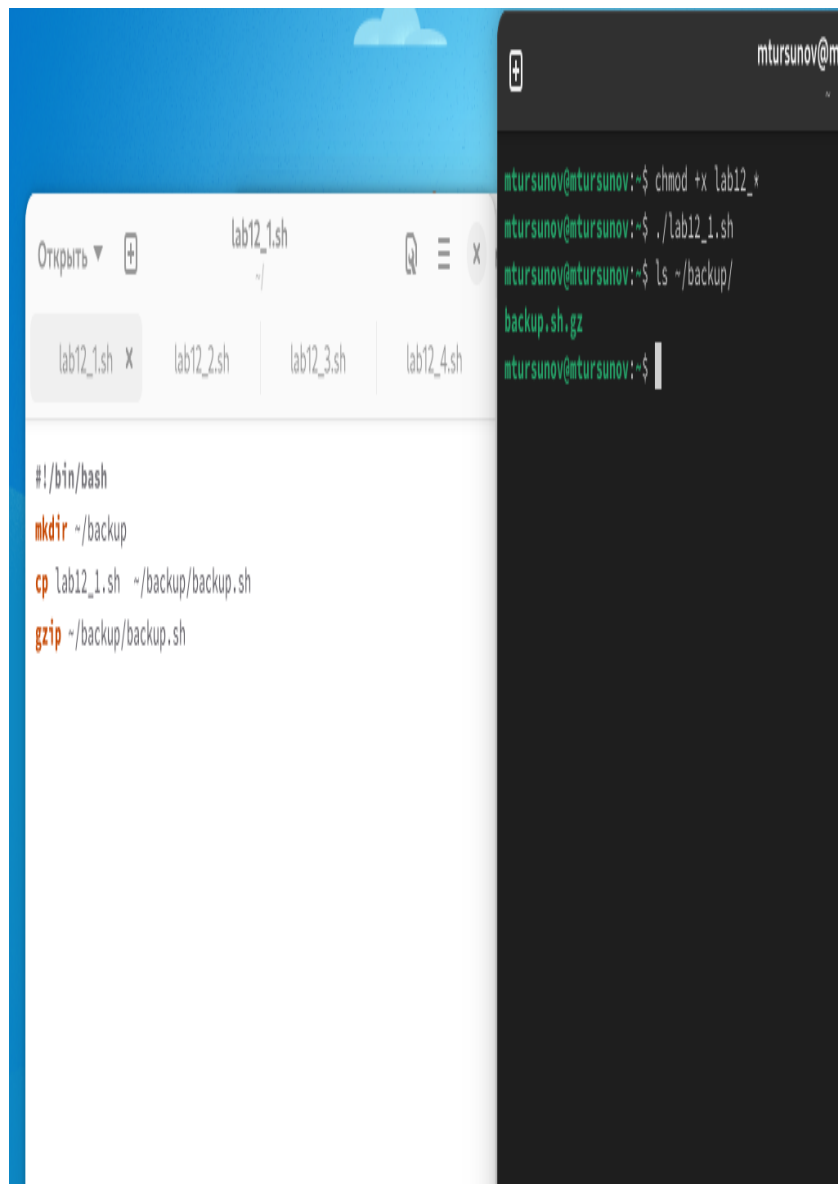 Открыть
lab12_1.sh
~/
lab12_1.sh
lab12_2.sh
lab12_3.sh
lab12_4.sh
#!/bin/bash
mkdir ~/backup
cp lab12_1.sh ~/backup/backup.sh
gzip ~/backup/backup.sh
mtursunov@m
~
mtursunov@mtursunov:~$ chmod +x lab12_*
mtursunov@mtursunov:~$ ./lab12_1.sh
mtursunov@mtursunov:~$ ls ~/backup/
backup.sh.gz
mtursunov@mtursunov:~$